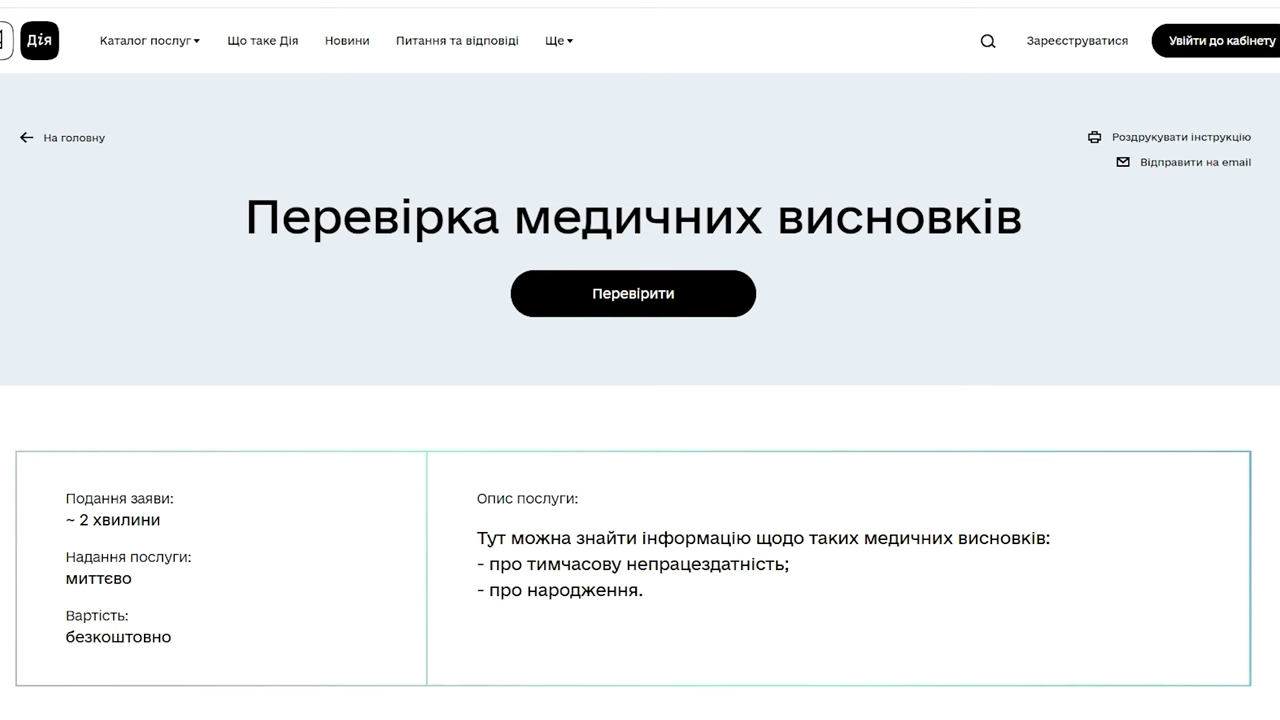 Дія
Каталог послуг
Що таке Дія
Новини
Питання та відповіді
Ще
Зареєструватися
Увійти до кабінету
На головну
Роздрукувати інструкцію
Відправити на email
Перевірка медичних висновків
Перевірити
Подання заяви:
~ 2 хвилини
Надання послуги:
миттєво
Вартість:
безкоштовно
Опис послуги:
Тут можна знайти інформацію щодо таких медичних висновків:
- про тимчасову непрацездатність;
- про народження.